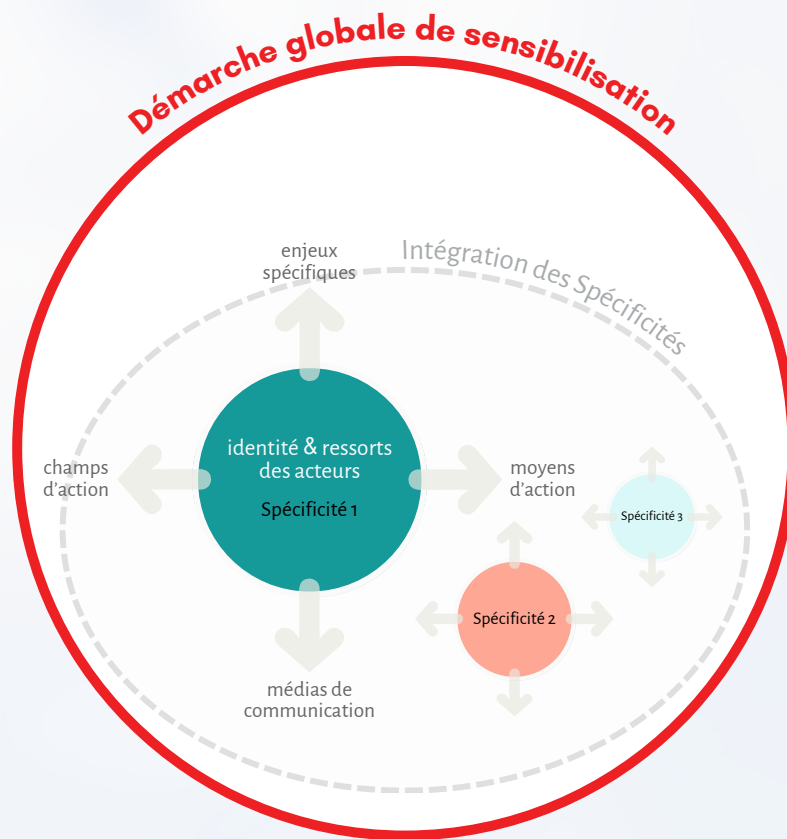 Démarche globale de sensibilisation
Intégration des Spécificités
enjeux
spécifiques
identité & ressorts
des acteurs
Spécificité 1
champs
d'action
moyens
d'action
Spécificité 3
Spécificité 2
médias de
communication